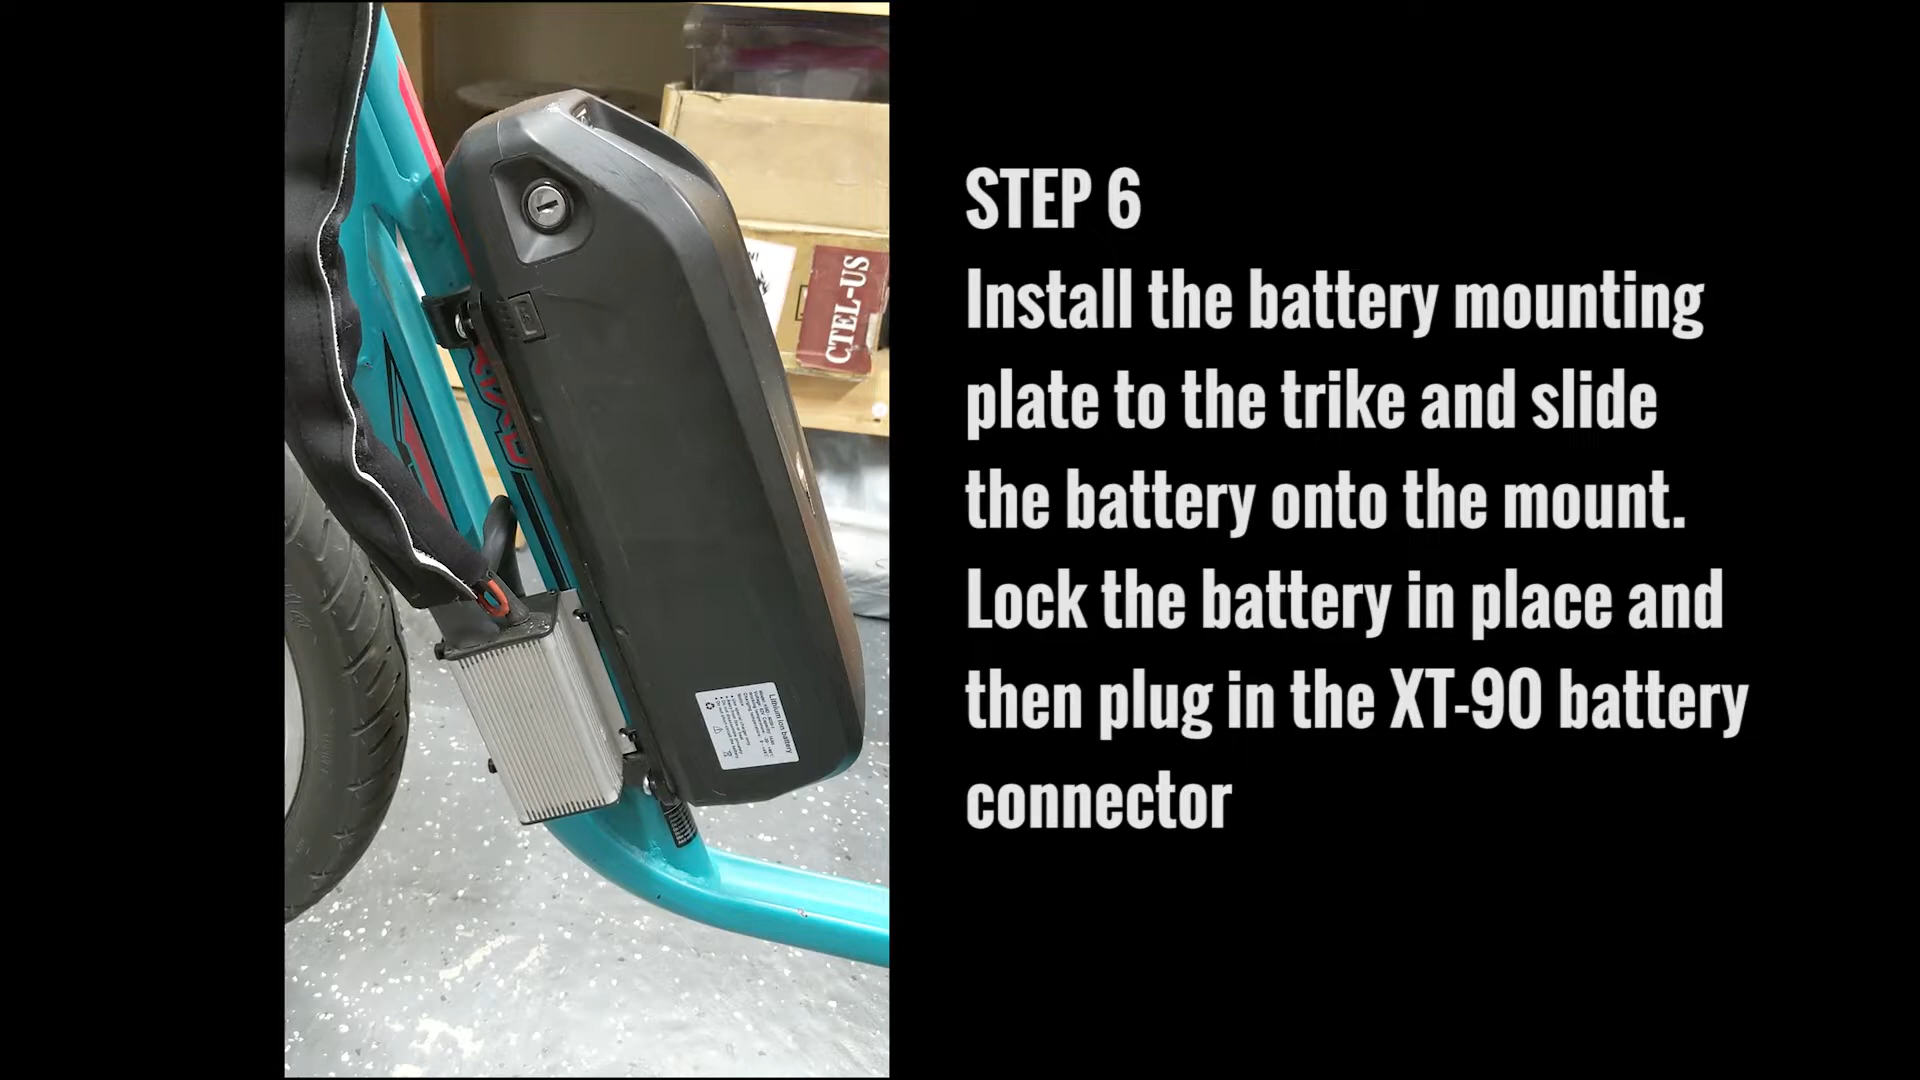 STEP 6
Install the battery mounting
plate to the trike and slide
the battery onto the mount.
Lock the battery in place and
then plug in the XT-90 battery
connector
CTEL-US
Lithium ion battery